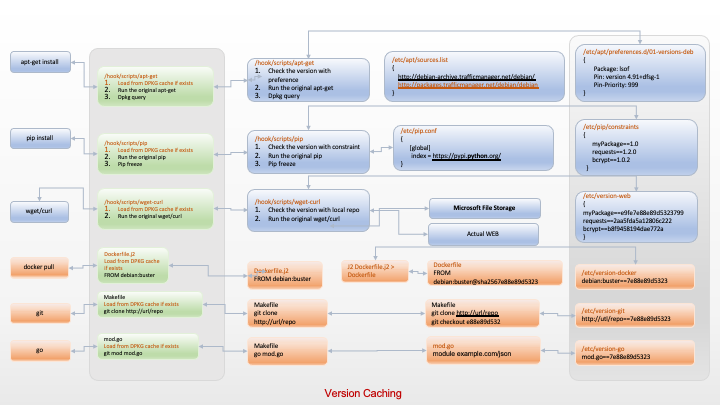 apt-get install
/hook/scripts/apt-get
1. Load from DPKG cache if exists
2. Run the original apt-get
3. Dpkg query
/hook/scripts/apt-get
1. Check the version with
preference
2. Run the original apt-get
3. Dpkg query
/etc/apt/sources.list
{
http://debian-archive.trafficmanager.net/debian/
http://packages.trafficmanager.net/debian/debian
}
/etc/apt/preferences.d/01-versions-deb
{
Package: lsof
Pin: version 4.91+dfsg-1
Pin-Priority: 999
}
pip install
/hook/scripts/pip
1. Load from DPKG cache if exists
2. Run the original pip
3. Pip freeze
/hook/scripts/pip
1. Check the version with constraint
2. Run the original pip
3. Pip freeze
/etc/pip.conf
{
[global]
index = https://pypi.python.org/
}
/etc/pip/constraints
{
myPackage==1.0
requests==1.2.0
bcrypt==1.0.2
}
wget/curl
/hook/scripts/wget-curl
1. Load from DPKG cache if exists
2. Run the original wget/curl
/hook/scripts/wget-curl
1. Check the version with local repo
2. Run the original wget/curl
Microsoft File Storage
Actual WEB
/etc/version-web
{
myPackage==e9fe7e88e89d5323799
requests==2aa5fda5a12806c222
bcrypt==b8f9458194dae772a
}
docker pull
Dockerfile.j2
Load from DPKG cache
if exists
FROM debian:buster
Dockerfile.j2
FROM debian:buster
J2 Dockerfile.j2 >
Dockerfile
Dockerfile
FROM
debian:buster@sha2567e88e89d5323
/etc/version-docker
debian:buster==7e88e89d5323
git
Makefile
Load from DPKG cache if exists
git clone http://url/repo
Makefile
git clone
http://url/repo
Makefile
git clone http://url/repo
git checkout e88e89d532
/etc/version-git
http://utl/repo==7e88e89d5323
go
mod.go
Load from DPKG cache if exists
git mod mod.go
Makefile
go mod.go
mod.go
module example.com/json
/etc/version-go
mod.go==7e88e89d5323
Version Caching